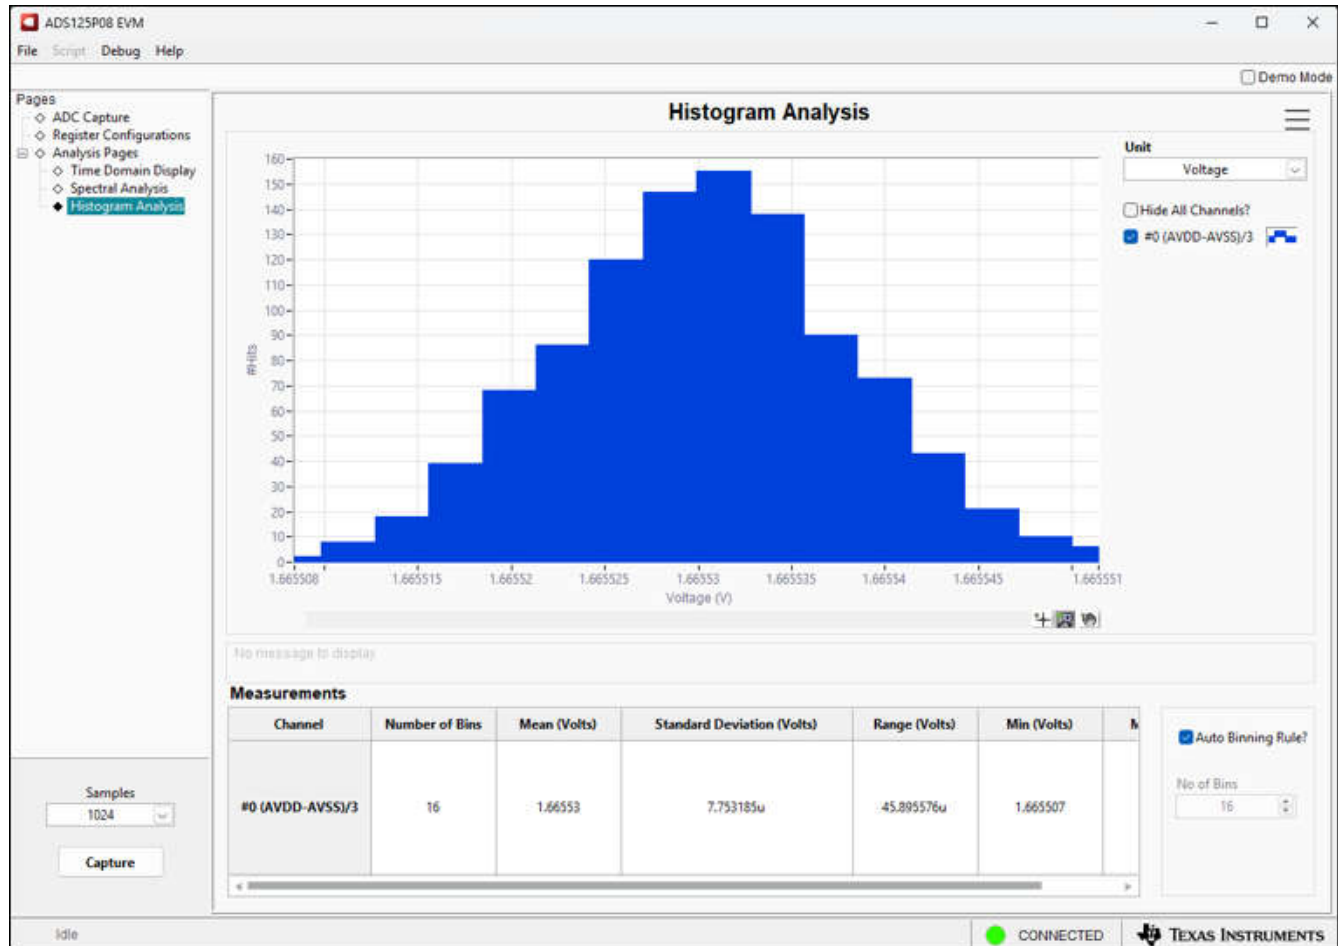 ADS125P08 EVM
File Script Debug Help
Demo Mode
Pages
ADC Capture
Register Configurations
Analysis Pages
Time Domain Display
Spectral Analysis
Histogram Analysis
Histogram Analysis
Unit
Voltage
Hide All Channels?
#0 (AVDD-AVSS)/3
#Hits
160
150
140
130
120
110
100
90
80
70
60
50
40
30
20
10
0
1.665508 1.665515 1.66552 1.665525 1.66553 1.665535 1.66554 1.665545 1.665551
Voltage (V)
No message to display
Measurements
Channel Number of Bins Mean (Volts) Standard Deviation (Volts) Range (Volts) Min (Volts)
#0 (AVDD-AVSS)/3 16 1.66553 7.753185u 45.895576u 1.665507
Auto Binning Rule?
No of Bins
16
Samples
1024
Capture
Idle
CONNECTED
TEXAS INSTRUMENTS